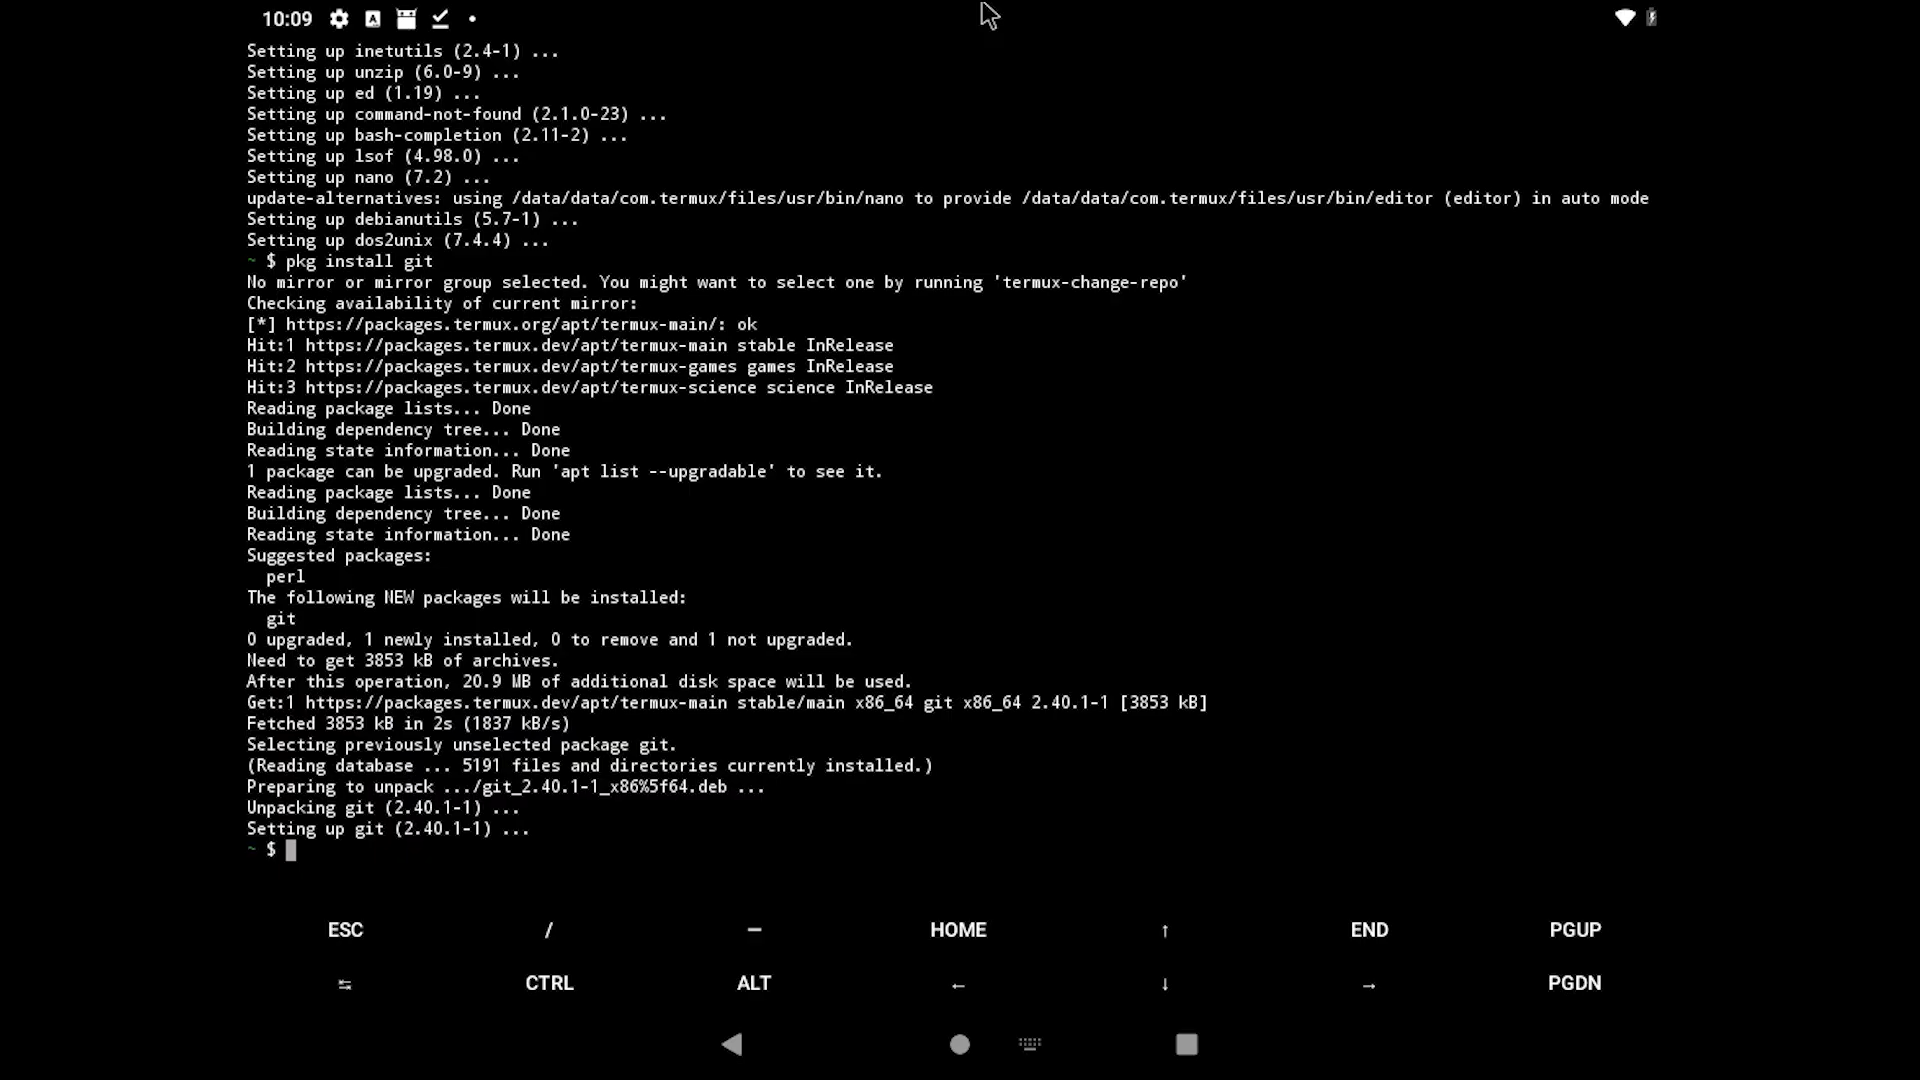 10:09
Setting up inetutils (2.4-1) ...
Setting up unzip (6.0-9) ...
Setting up ed (1.19) ...
Setting up command-not-found (2.1.0-23) ...
Setting up bash-completion (2.11-2) ...
Setting up lsof (4.98.0) ...
Setting up nano (7.2) ...
update-alternatives: using /data/data/com.termux/files/usr/bin/nano to provide /data/data/com.termux/files/usr/bin/editor (editor) in auto mode
Setting up debianutils (5.7-1) ...
Setting up dos2unix (7.4.4) ...
~ $ pkg install git
No mirror or mirror group selected. You might want to select one by running 'termux-change-repo'
Checking availability of current mirror:
[*] https://packages.termux.org/apt/termux-main/: ok
Hit:1 https://packages.termux.dev/apt/termux-main stable InRelease
Hit:2 https://packages.termux.dev/apt/termux-games games InRelease
Hit:3 https://packages.termux.dev/apt/termux-science science InRelease
Reading package lists... Done
Building dependency tree... Done
Reading state information... Done
1 package can be upgraded. Run 'apt list --upgradable' to see it.
Reading package lists... Done
Building dependency tree... Done
Reading state information... Done
Suggested packages:
  perl
The following NEW packages will be installed:
  git
0 upgraded, 1 newly installed, 0 to remove and 1 not upgraded.
Need to get 3853 kB of archives.
After this operation, 20.9 MB of additional disk space will be used.
Get:1 https://packages.termux.dev/apt/termux-main stable/main x86_64 git x86_64 2.40.1-1 [3853 kB]
Fetched 3853 kB in 2s (1837 kB/s)
Selecting previously unselected package git.
(Reading database ... 5191 files and directories currently installed.)
Preparing to unpack .../git_2.40.1-1_x86%5f64.deb ...
Unpacking git (2.40.1-1) ...
Setting up git (2.40.1-1) ...
~ $
ESC / — HOME ↑ END PGUP
↹ CTRL ALT ← ↓ → PGDN